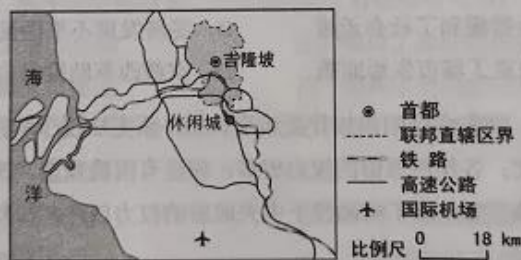 海
洋
吉隆坡
休闲城
首都
联邦直辖区界
铁路
高速公路
国际机场
比例尺 0 18 km